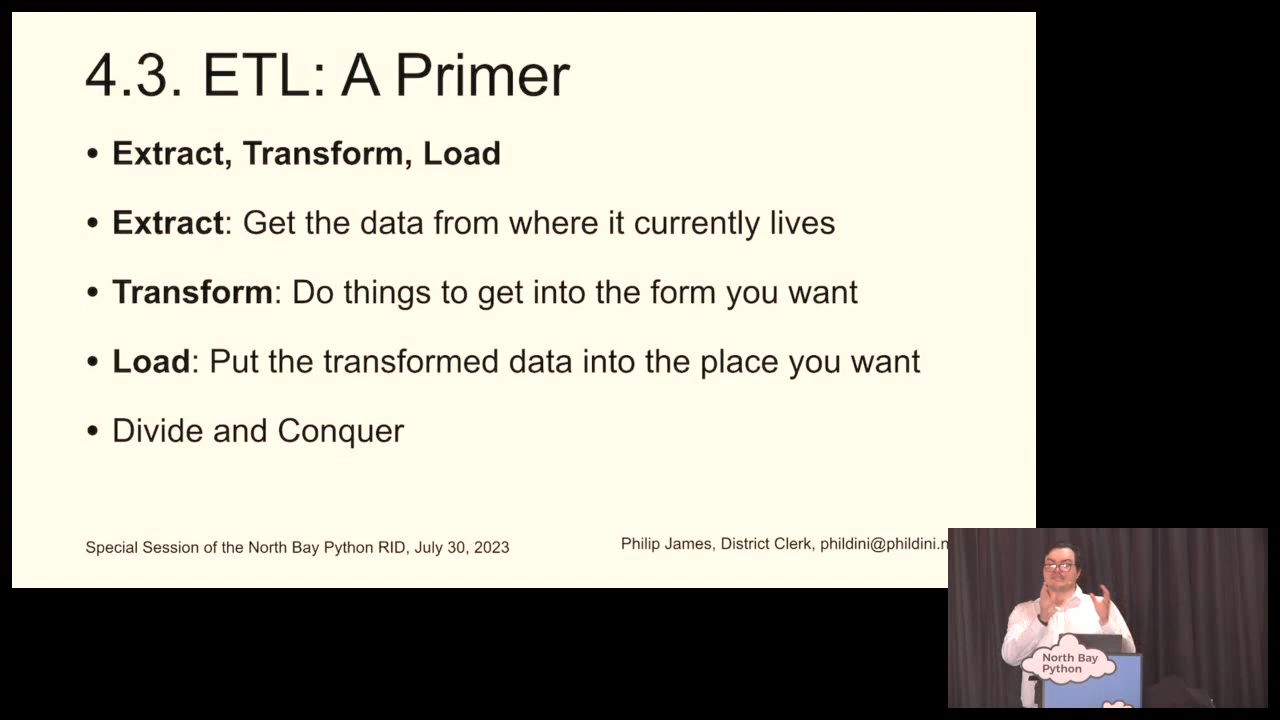 4.3. ETL: A Primer
• Extract, Transform, Load
• Extract: Get the data from where it currently lives
• Transform: Do things to get into the form you want
• Load: Put the transformed data into the place you want
• Divide and Conquer
Special Session of the North Bay Python RID, July 30, 2023
Philip James, District Clerk, phildini@phildini.n
North Bay
Python